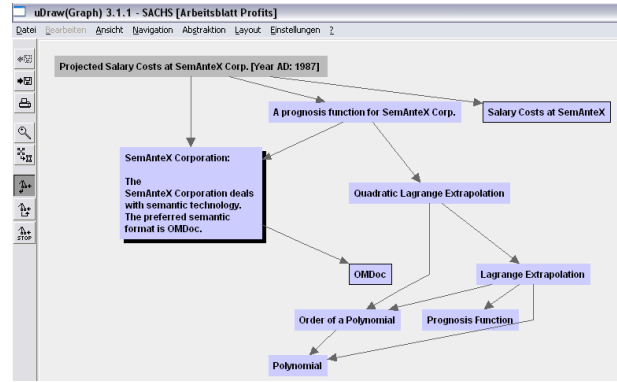 uDraw(Graph) 3.1.1 - SACHS [Arbeitsblatt Profits]
Datei Bearbeiten Ansicht Navigation Abstraktion Layout Einstellungen ?
Projected Salary Costs at SemAnteX Corp. [Year AD: 1987]
A prognosis function for SemAnteX Corp.
Salary Costs at SemAnteX
SemAnteX Corporation:
The
SemAnteX Corporation deals
with semantic technology.
The preferred semantic
format is OMDoc.
Quadratic Lagrange Extrapolation
OMDoc
Lagrange Extrapolation
Order of a Polynomial
Prognosis Function
Polynomial
STOP